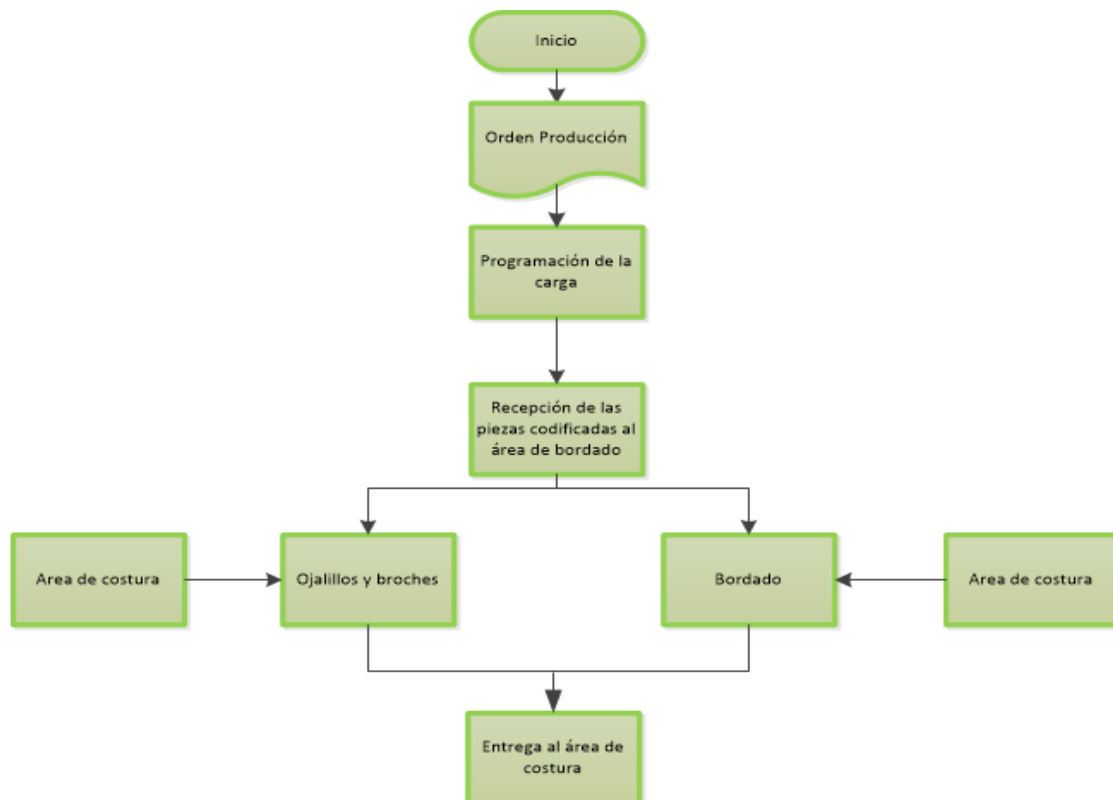 Inicio
Orden Producción
Programación de la
carga
Recepción de las
piezas codificadas al
área de bordado
Area de costura
Ojalillos y broches
Bordado
Area de costura
Entrega al área de
costura